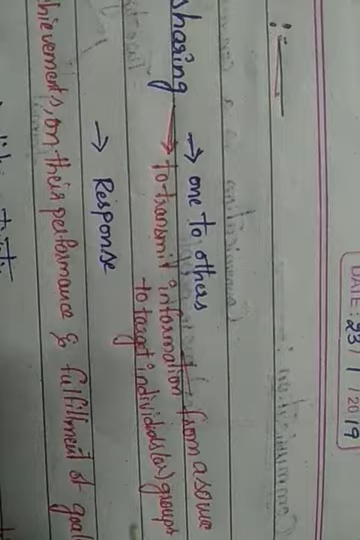 DATE: 23/1/2019
:-
→ one to others
sharing → to transmit information from a source
to target individuals (or) groups
→ Response
achievements, on their performance & fulfillment of goal